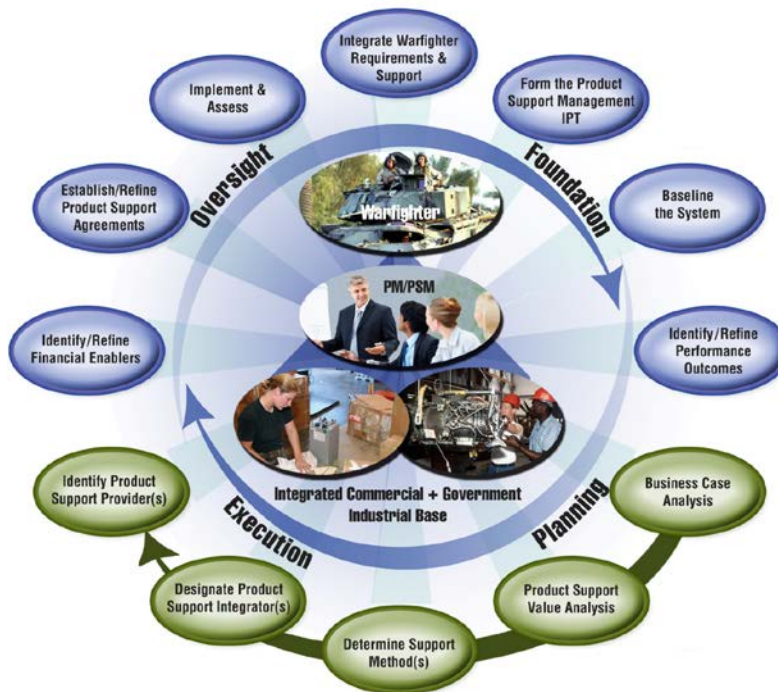 Integrate Warfighter
Requirements &
Support
Implement &
Assess
Form the Product
Support Management
IPT
Oversight
Foundation
Establish/Refine
Product Support
Agreements
Warfighter
Baseline
the System
PM/PSM
Identify/Refine
Financial Enablers
Identify/Refine
Performance
Outcomes
Identify Product
Support Provider(s)
Integrated Commercial + Government
Industrial Base
Business Case
Analysis
Execution
Planning
Designate Product
Support Integrator(s)
Product Support
Value Analysis
Determine Support
Method(s)